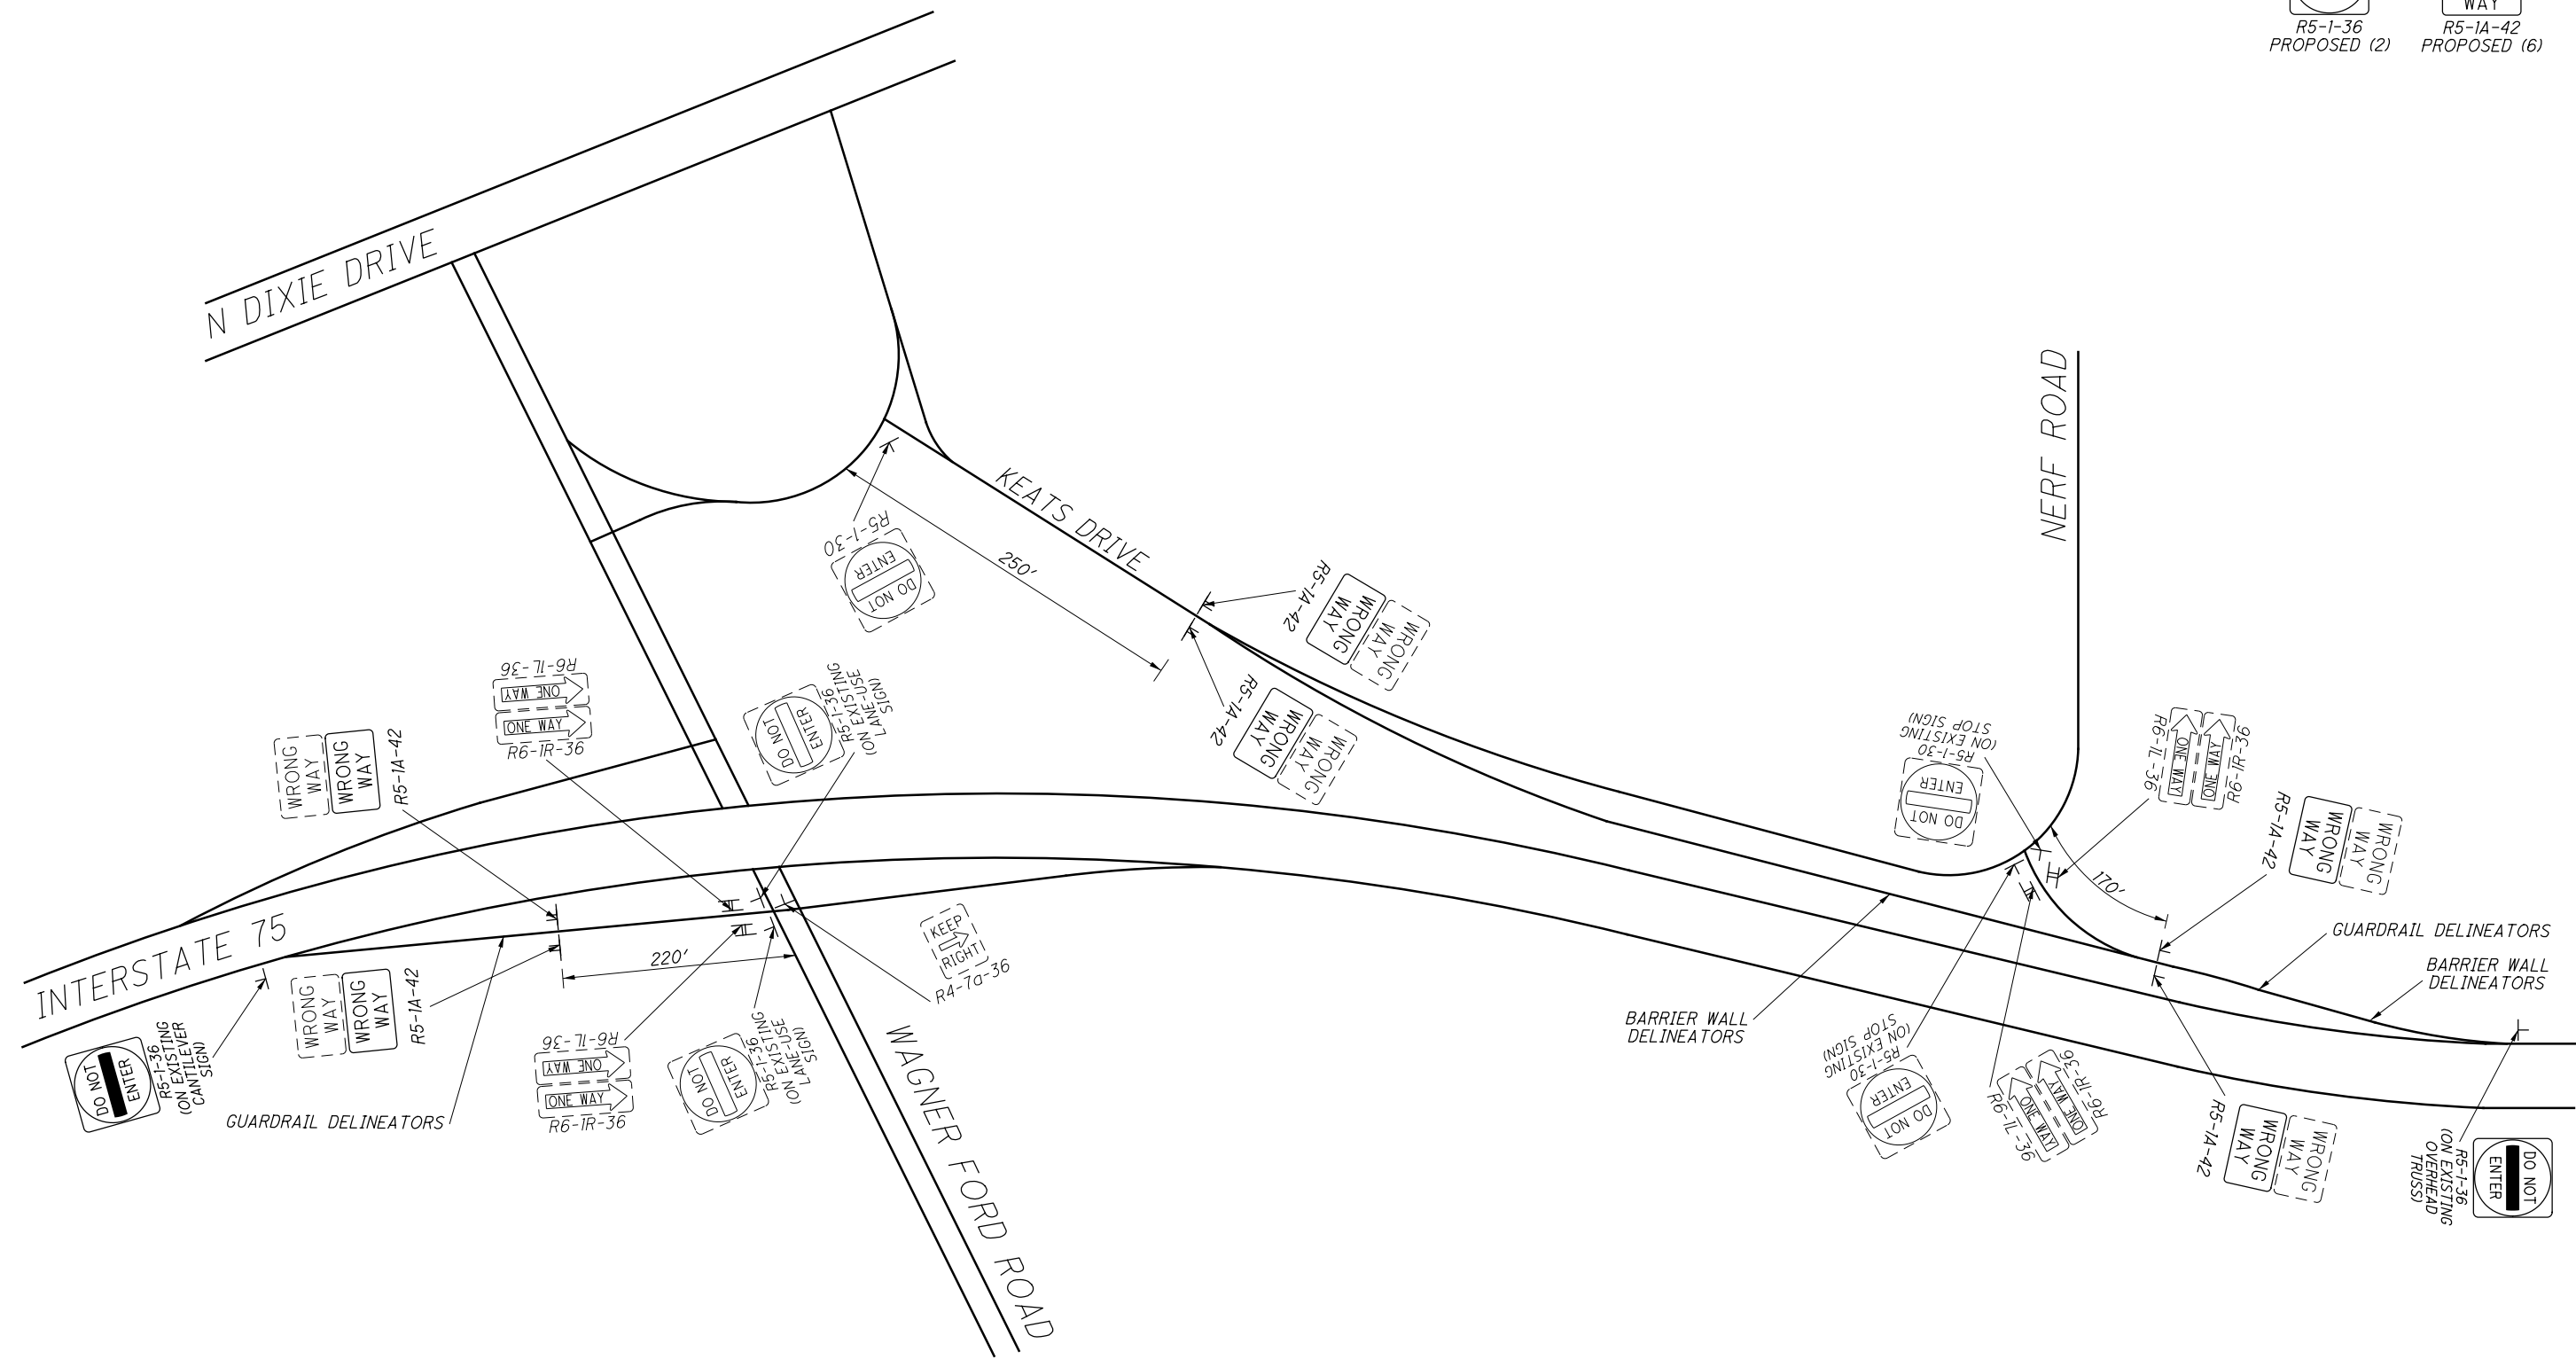 WAY
R5-1-36
PROPOSED (2)
R5-1A-42
PROPOSED (6)
N DIXIE DRIVE
KEATS DRIVE
NERF ROAD
INTERSTATE 75
WAGNER FORD ROAD
R5-1-30
DO NOT
ENTER
250'
R5-1A-42
WRONG
WAY
WRONG
WAY
R5-1A-42
WRONG
WAY
WRONG
WAY
R6-1L-36
ONE WAY
ONE WAY
R6-1R-36
DO NOT
ENTER
R5-1-36
(ON EXISTING
LANE-USE
SIGN)
WRONG
WAY
WRONG
WAY
R5-1A-42
R5-1-30
(ON EXISTING
STOP SIGN)
DO NOT
ENTER
R6-1L-36
ONE WAY
ONE WAY
R6-1R-36
R5-1A-42
WRONG
WAY
WRONG
WAY
170'
GUARDRAIL DELINEATORS
BARRIER WALL
DELINEATORS
KEEP
RIGHT
R4-7a-36
220'
WRONG
WAY
WRONG
WAY
R5-1A-42
DO NOT
ENTER
R5-1-36
(ON EXISTING
CANTILEVER
SIGN)
GUARDRAIL DELINEATORS
R6-1L-36
ONE WAY
ONE WAY
R6-1R-36
DO NOT
ENTER
R5-1-36
(ON EXISTING
LANE-USE
SIGN)
BARRIER WALL
DELINEATORS
R5-1-30
(ON EXISTING
STOP SIGN)
DO NOT
ENTER
R6-1L-36
ONE WAY
ONE WAY
R6-1R-36
R5-1A-42
WRONG
WAY
WRONG
WAY
R5-1-36
(ON EXISTING
OVERHEAD
TRUSS)
DO NOT
ENTER